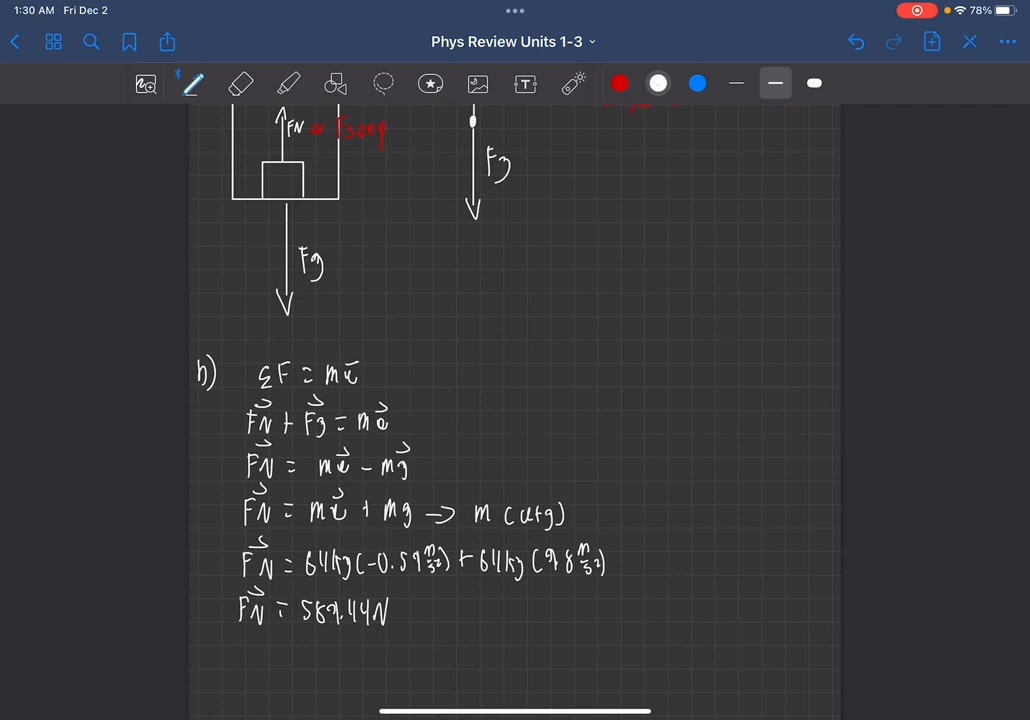 1:30 AM Fri Dec 2
78%
Phys Review Units 1-3
T
FN or
Fg
Fg
b) ΣF = ma
FN + Fg = ma
FN = ma - mg
FN = ma + mg → m (a+g)
FN = 64kg (-0.59 m/s²) + 64kg (9.8 m/s²)
FN = 589.44N